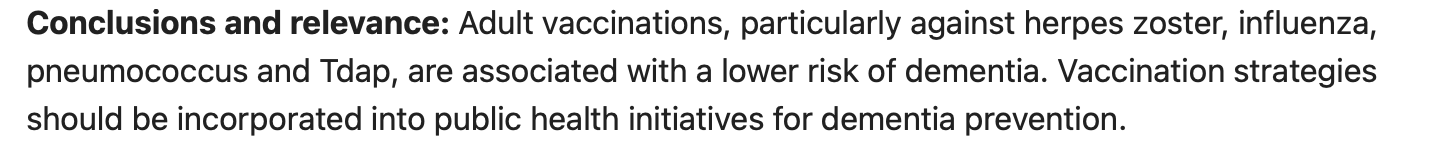 Conclusions and relevance: Adult vaccinations, particularly against herpes zoster, influenza,
pneumococcus and Tdap, are associated with a lower risk of dementia. Vaccination strategies
should be incorporated into public health initiatives for dementia prevention.